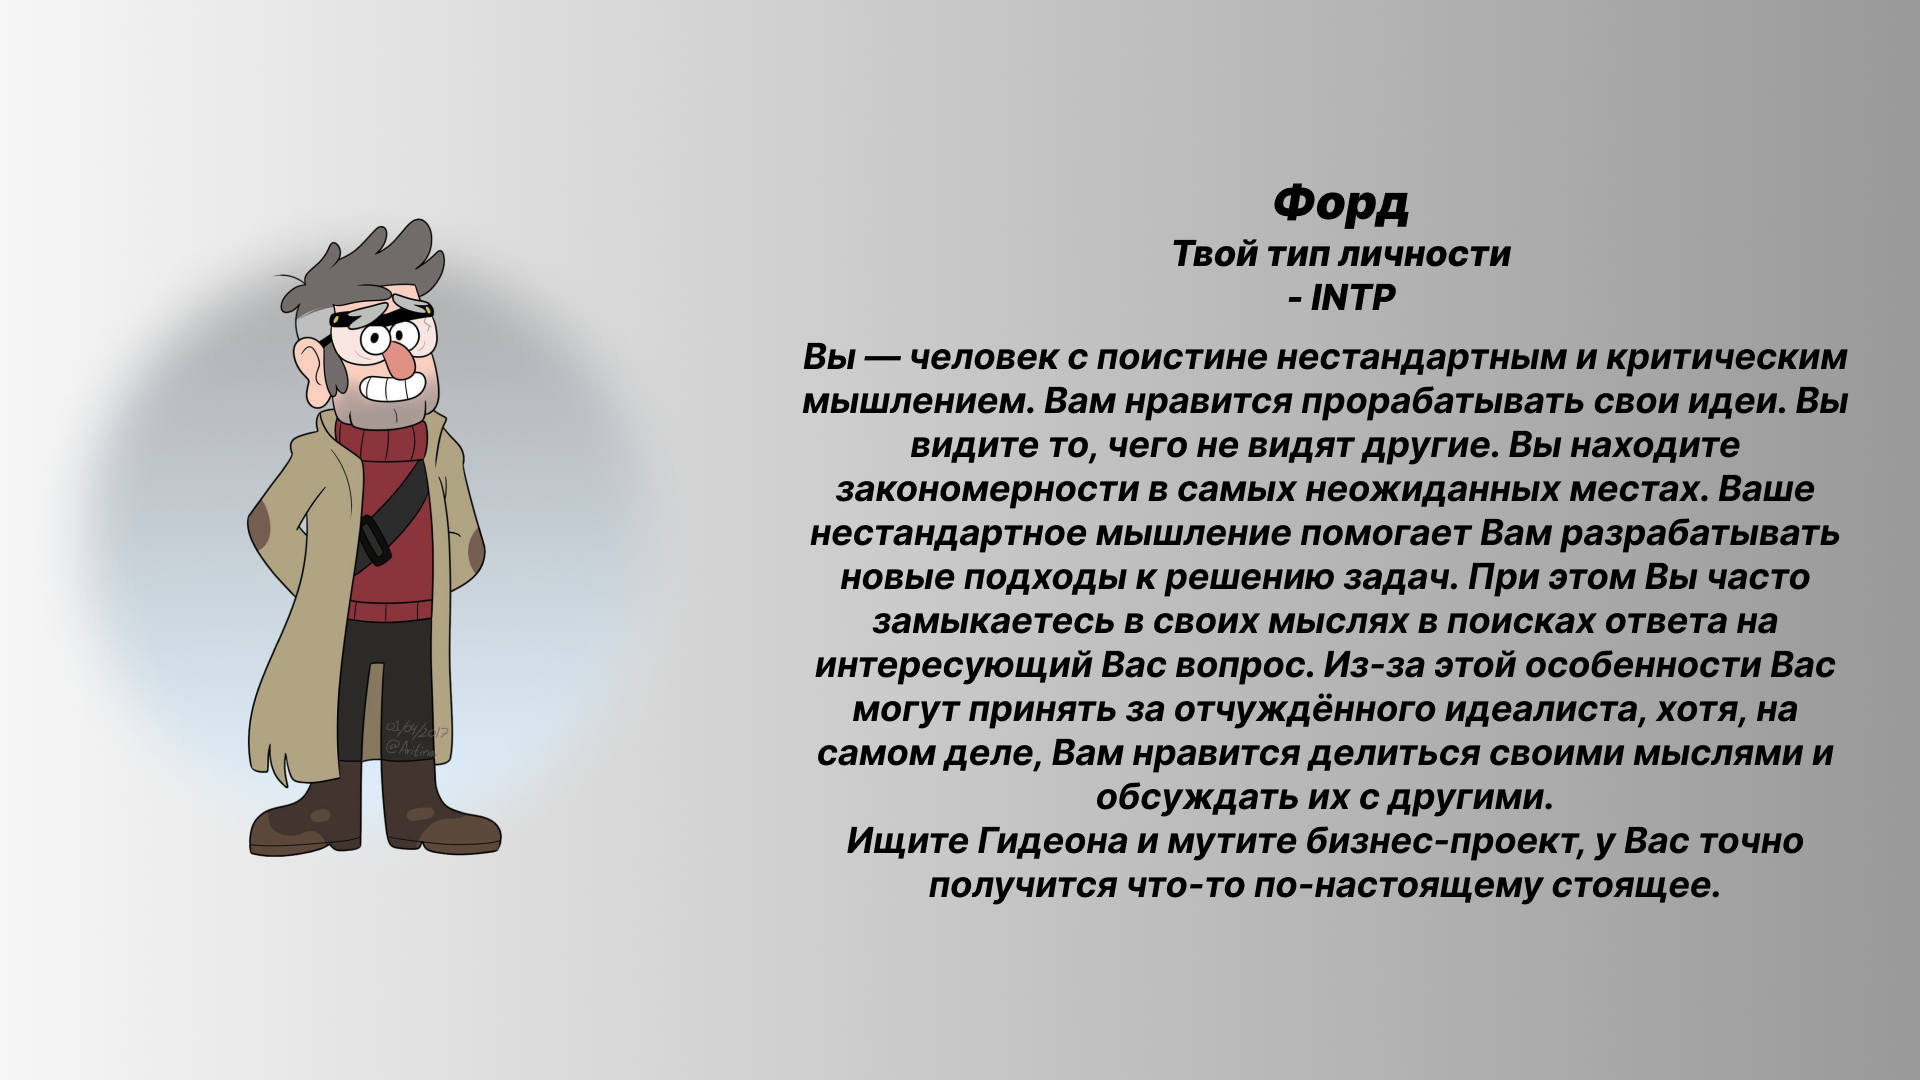 Форд
Твой тип личности
- INTP
Вы — человек с поистине нестандартным и критическим
мышлением. Вам нравится прорабатывать свои идеи. Вы
видите то, чего не видят другие. Вы находите
закономерности в самых неожиданных местах. Ваше
нестандартное мышление помогает Вам разрабатывать
новые подходы к решению задач. При этом Вы часто
замыкаетесь в своих мыслях в поисках ответа на
интересующий Вас вопрос. Из-за этой особенности Вас
могут принять за отчуждённого идеалиста, хотя, на
самом деле, Вам нравится делиться своими мыслями и
обсуждать их с другими.
Ищите Гидеона и мутите бизнес-проект, у Вас точно
получится что-то по-настоящему стоящее.
01/04/2017